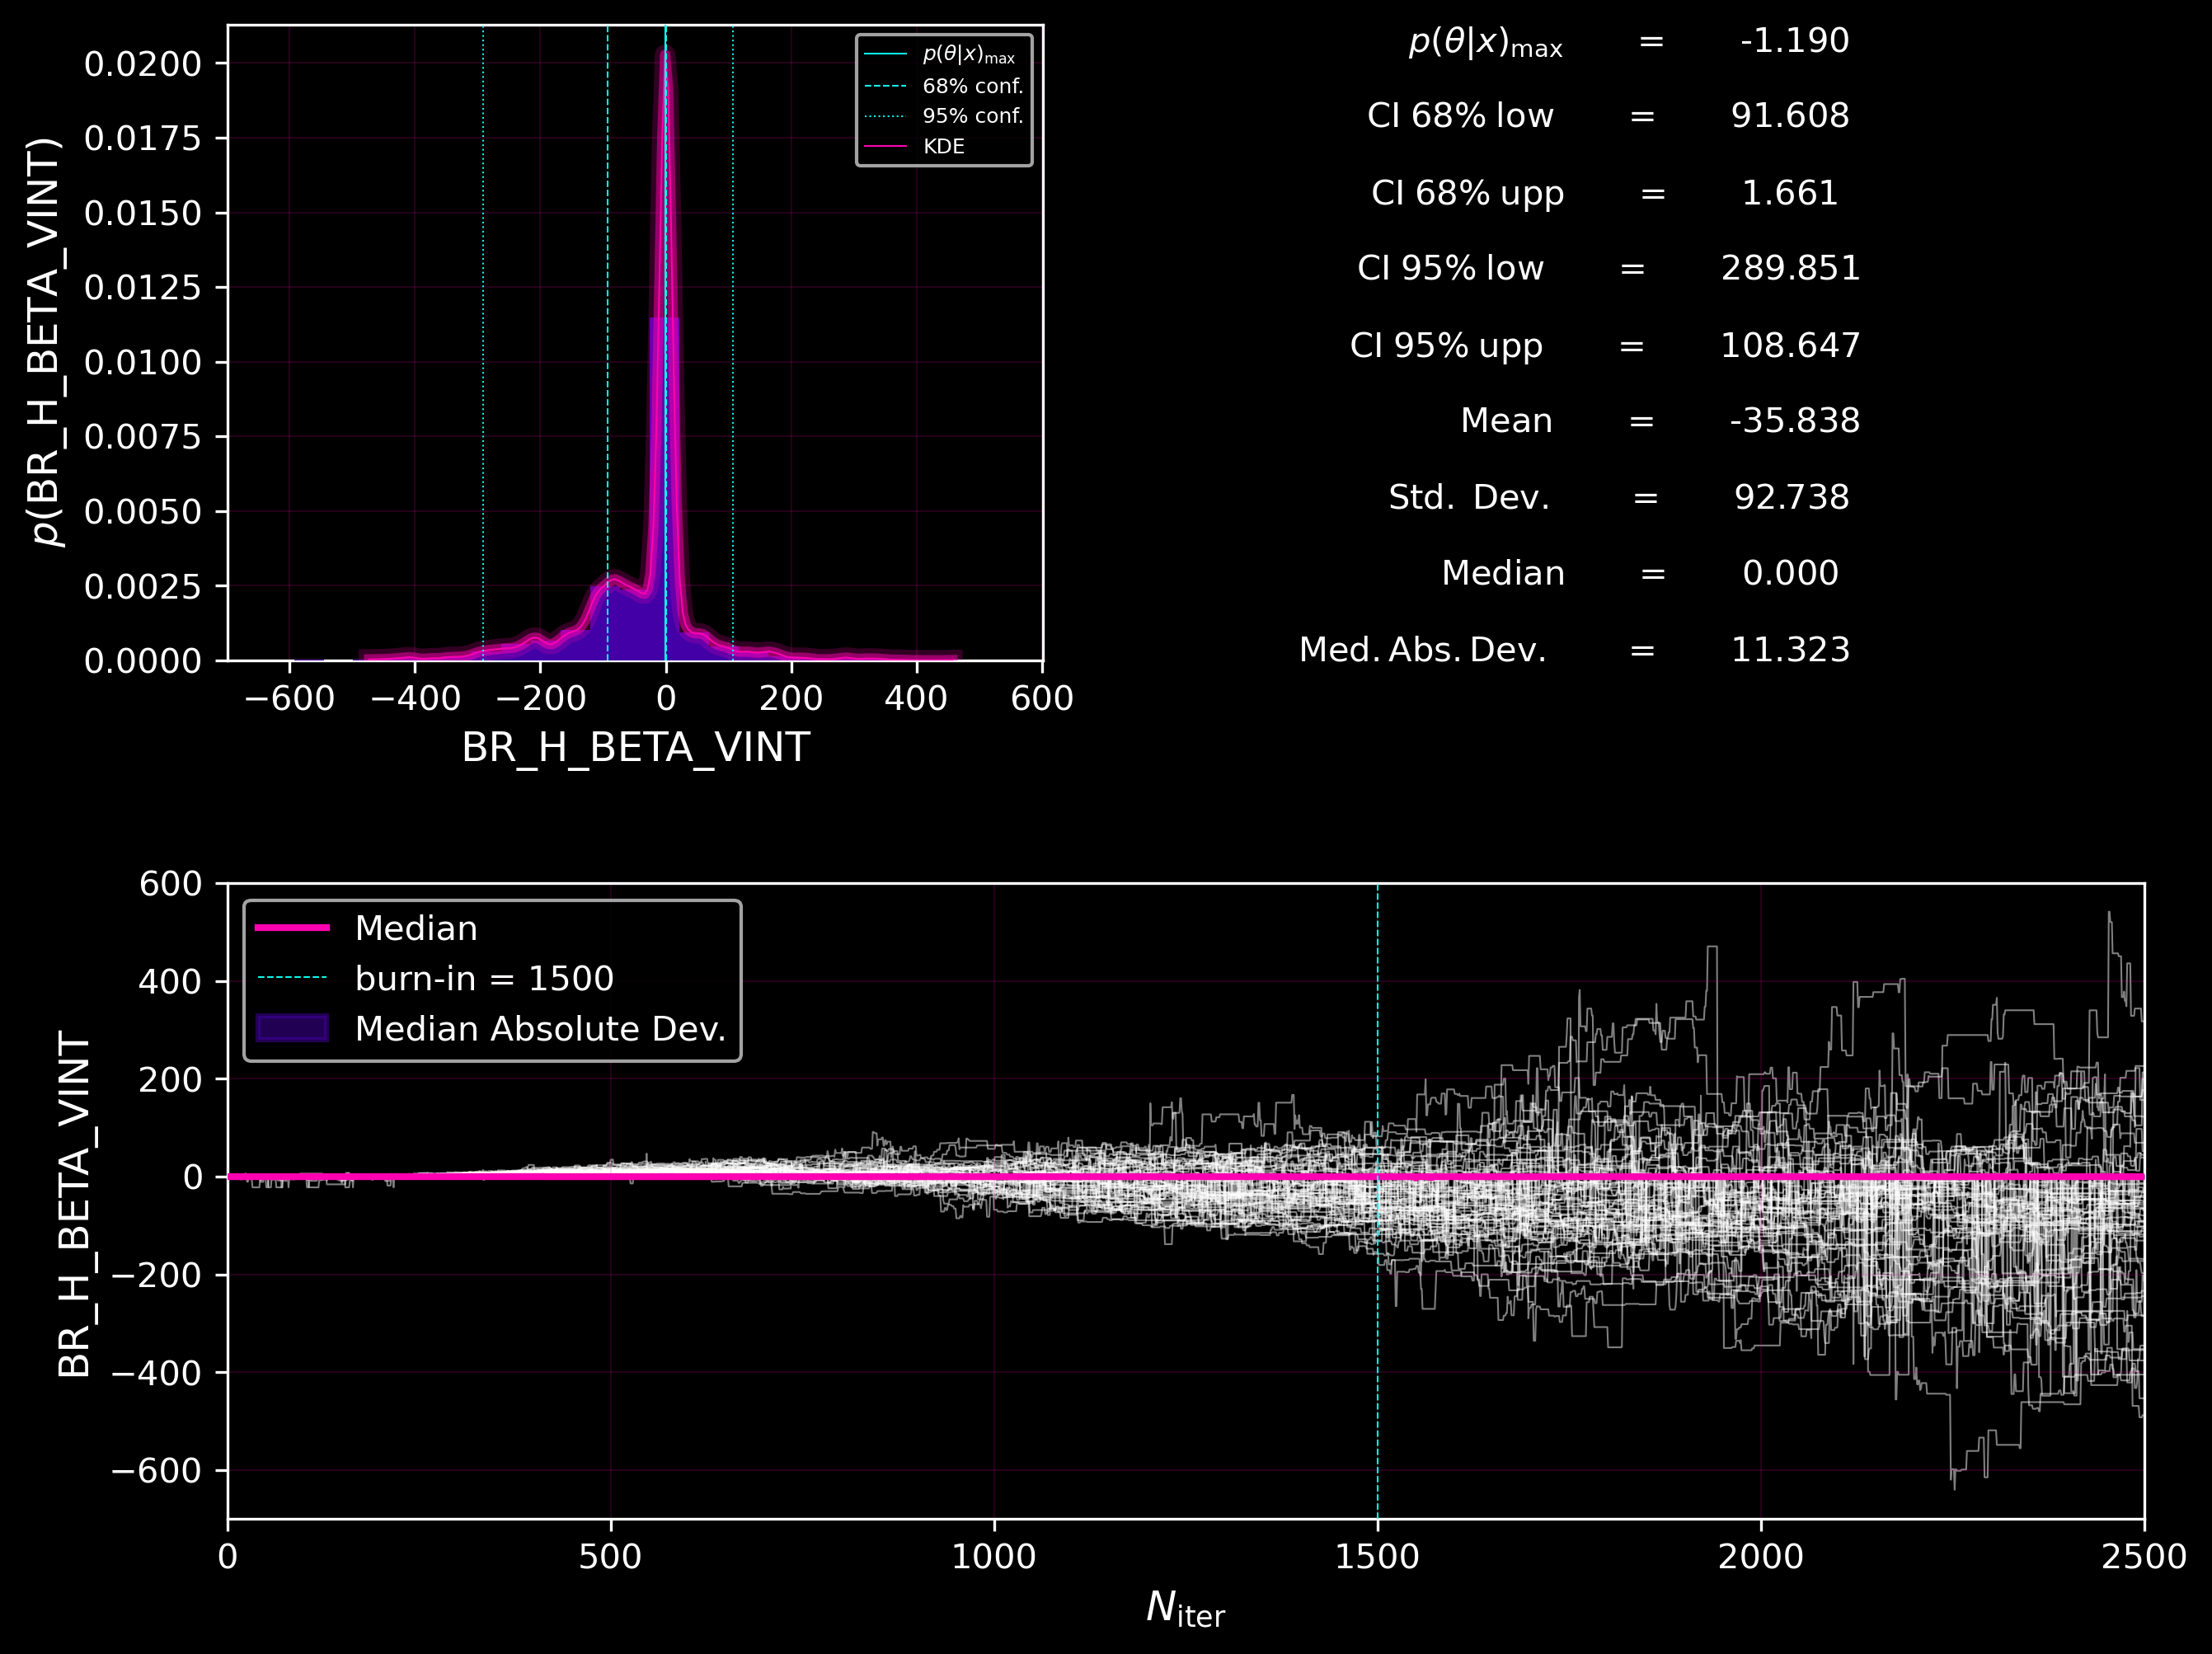 p(BR_H_BETA_VINT)
0.0200
0.0175
0.0150
0.0125
0.0100
0.0075
0.0050
0.0025
0.0000
−600 −400 −200 0 200 400 600
BR_H_BETA_VINT
p(θ|x)max
68% conf.
95% conf.
KDE
p(θ|x)max = -1.190
CI 68% low = 91.608
CI 68% upp = 1.661
CI 95% low = 289.851
CI 95% upp = 108.647
Mean = -35.838
Std. Dev. = 92.738
Median = 0.000
Med. Abs. Dev. = 11.323
BR_H_BETA_VINT
600
400
200
0
−200
−400
−600
Median
burn-in = 1500
Median Absolute Dev.
0 500 1000 1500 2000 2500
Niter